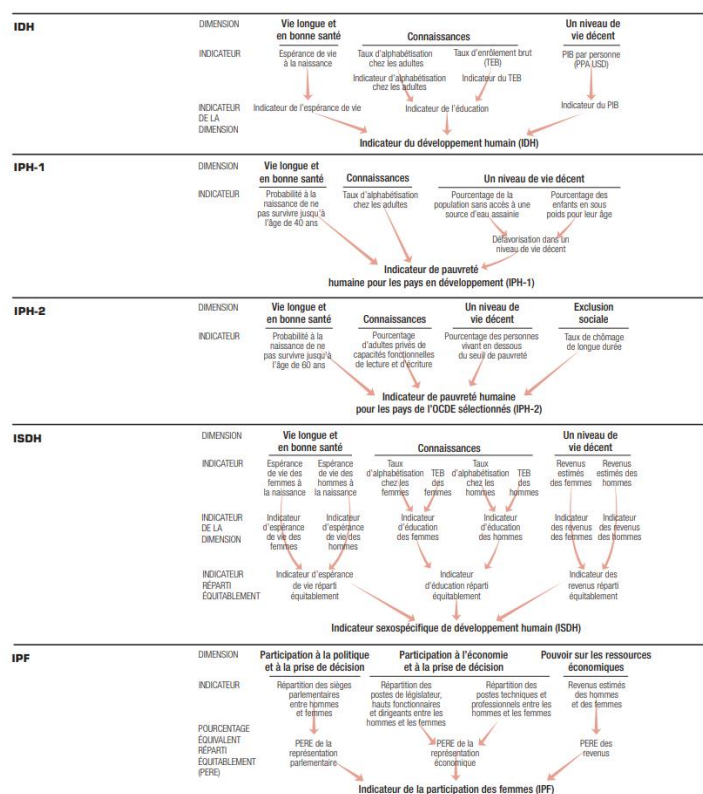 IDH
DIMENSION
Vie longue et
en bonne santé
Connaissances
Un niveau de
vie décent
INDICATEUR
Espérance de vie
à la naissance
Taux d'alphabétisation
chez les adultes
Taux d'enrôlement brut
(TEB)
PIB par personne
(PPA USD)
Indicateur d'alphabétisation
chez les adultes
Indicateur du TEB
INDICATEUR
DE LA
DIMENSION
Indicateur de l'espérance de vie
Indicateur de l'éducation
Indicateur du PIB
Indicateur du développement humain (IDH)
IPH-1
DIMENSION
Vie longue et
en bonne santé
Connaissances
Un niveau de vie décent
INDICATEUR
Probabilité à la
naissance de ne
pas survivre jusqu'à
l'âge de 40 ans
Taux d'alphabétisation
chez les adultes
Pourcentage de la
population sans accès à une
source d'eau assainie
Pourcentage des
enfants en sous
poids pour leur âge
Défavorisation dans un
niveau de vie décent
Indicateur de pauvreté
humaine pour les pays en développement (IPH-1)
IPH-2
DIMENSION
Vie longue et
en bonne santé
Connaissances
Un niveau de
vie décent
Exclusion
sociale
INDICATEUR
Probabilité à la
naissance de ne
pas survivre jusqu'à
l'âge de 60 ans
Pourcentage
d'adultes privés de
capacités fonctionnelles
de lecture et d'écriture
Pourcentage des personnes
vivant en dessous
du seuil de pauvreté
Taux de chômage
de longue durée
Indicateur de pauvreté humaine
pour les pays de l'OCDE sélectionnés (IPH-2)
ISDH
DIMENSION
Vie longue et
en bonne santé
Connaissances
Un niveau de
vie décent
INDICATEUR
Espérance
de vie des
femmes à
la naissance
Espérance
de vie des
hommes à
la naissance
Taux
d'alphabétisation
chez les
femmes
TEB
des
femmes
Taux
d'alphabétisation
chez les
hommes
TEB
des
hommes
Revenus
estimés
des femmes
Revenus
estimés des
hommes
INDICATEUR
DE LA
DIMENSION
Indicateur
d'espérance
de vie des
femmes
Indicateur
d'espérance
de vie des
hommes
Indicateur
d'éducation
des femmes
Indicateur
d'éducation
des hommes
Indicateur
des revenus
des femmes
Indicateur
des revenus
des hommes
INDICATEUR
RÉPARTI
ÉQUITABLEMENT
Indicateur d'espérance
de vie réparti
équitablement
Indicateur
d'éducation réparti
équitablement
Indicateur des
revenus réparti
équitablement
Indicateur sexospécifique de développement humain (ISDH)
IPF
DIMENSION
Participation à la politique
et à la prise de décision
Participation à l'économie
et à la prise de décision
Pouvoir sur les ressources
économiques
INDICATEUR
Répartition des sièges
parlementaires
entre hommes
et femmes
Répartition des
postes de législateur,
hauts fonctionnaires
et dirigeants entre les
hommes et les femmes
Répartition des
postes techniques et
professionnels entre les
hommes et les femmes
Revenus estimés
des hommes
et des femmes
POURCENTAGE
ÉQUIVALENT
RÉPARTI
ÉQUITABLEMENT
(PERE)
PERE de la
représentation
parlementaire
PERE de la
représentation
économique
PERE des
revenus
Indicateur de la participation des femmes (IPF)